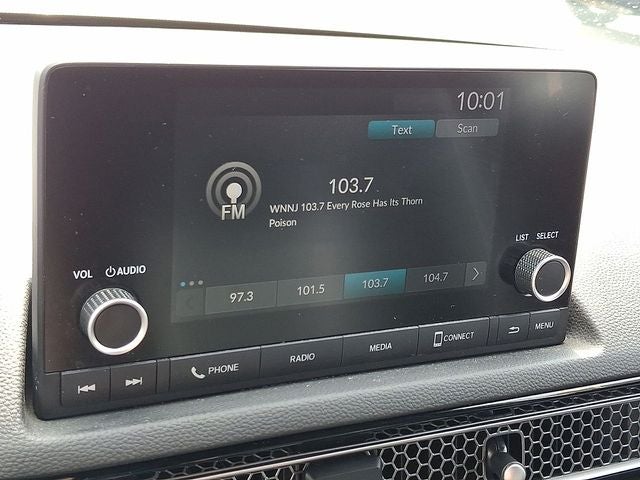 10:01
Text Scan
103.7
FM
WNNJ 103.7 Every Rose Has Its Thorn
Poison
LIST SELECT
VOL AUDIO
97.3 101.5 103.7 104.7
PHONE RADIO MEDIA CONNECT MENU